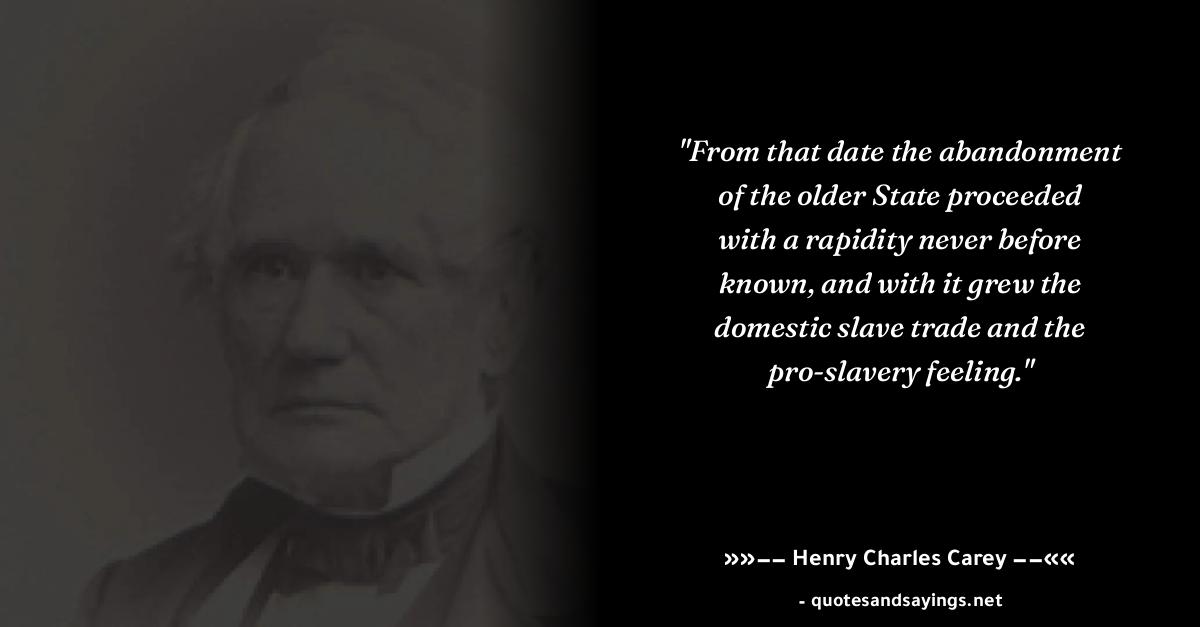 "From that date the abandonment
of the older State proceeded
with a rapidity never before
known, and with it grew the
domestic slave trade and the
pro-slavery feeling."
»»–– Henry Charles Carey ––««
- quotesandsayings.net